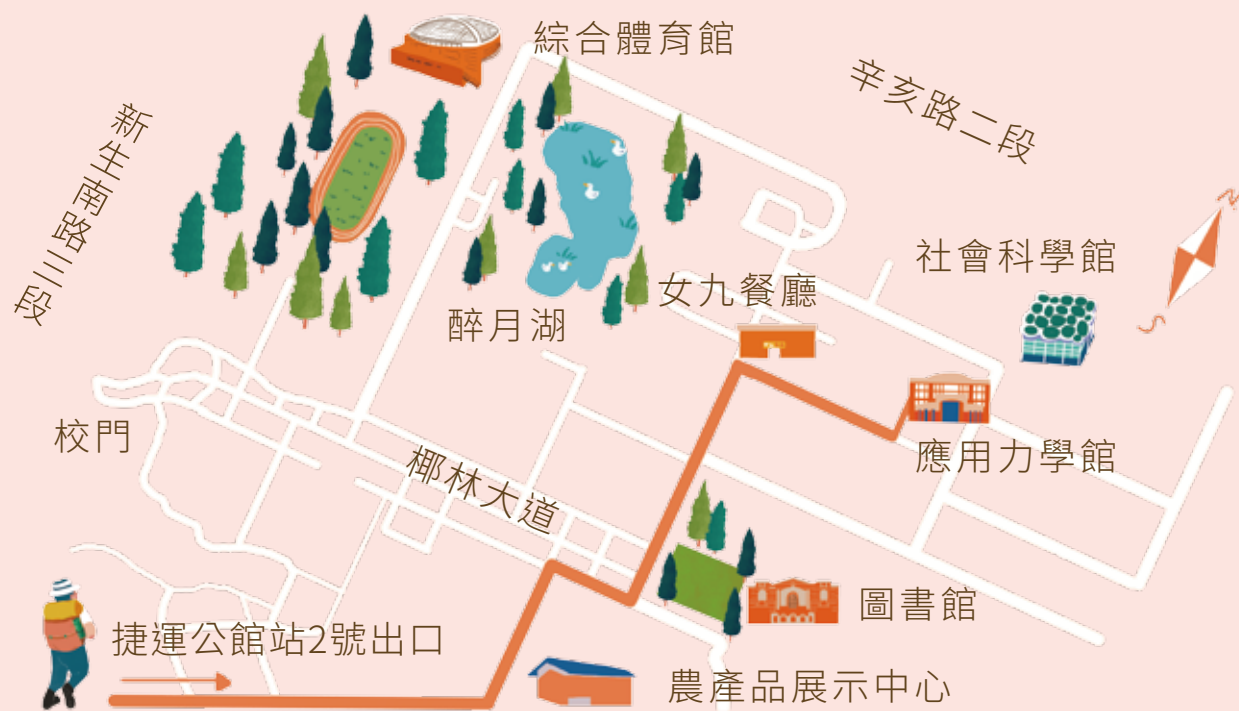 綜合體育館
辛亥路二段
新生南路三段
N
社會科學館
女九餐廳
醉月湖
S
校門
椰林大道
應用力學館
圖書館
捷運公館站2號出口
農產品展示中心